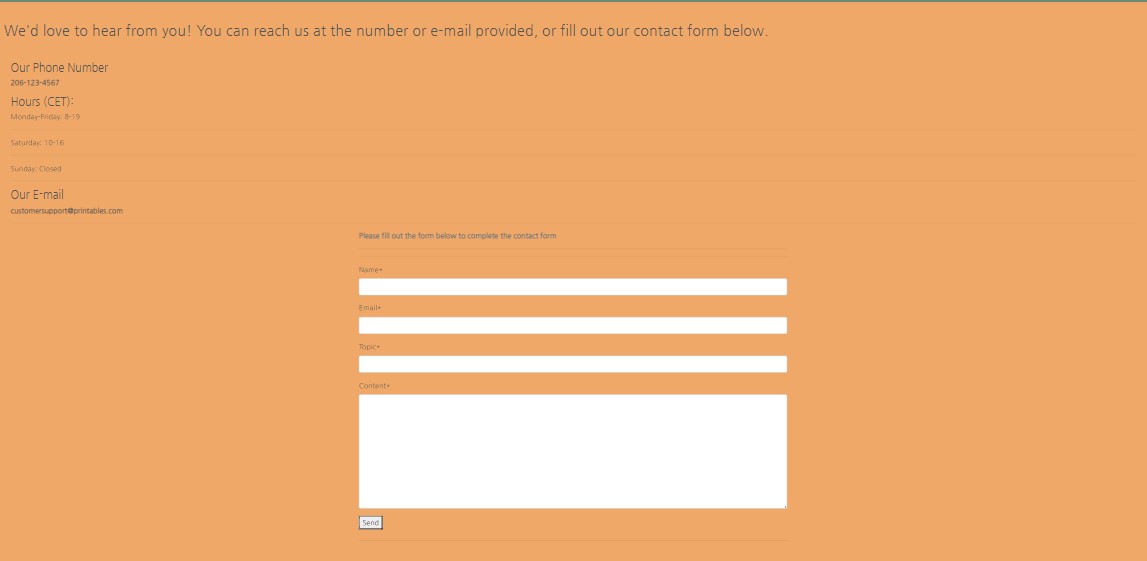 We'd love to hear from you! You can reach us at the number or e-mail provided, or fill out our contact form below.
Our Phone Number
206-123-4567
Hours (CET):
Monday-Friday: 8-19
Saturday: 10-16
Sunday: Closed
Our E-mail
customersupport@printables.com
Please fill out the form below to complete the contact form
Name*
Email*
Topic*
Content*
Send